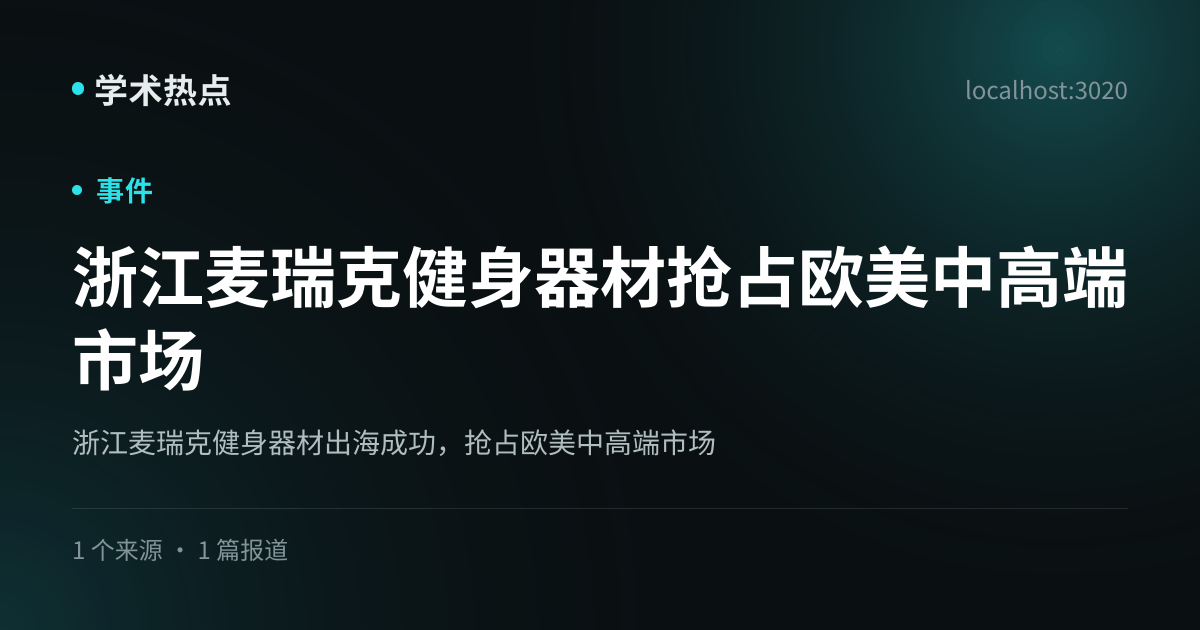 学术热点
localhost:3020
事件
浙江麦瑞克健身器材抢占欧美中高端
市场
浙江麦瑞克健身器材出海成功，抢占欧美中高端市场
1 个来源 · 1 篇报道